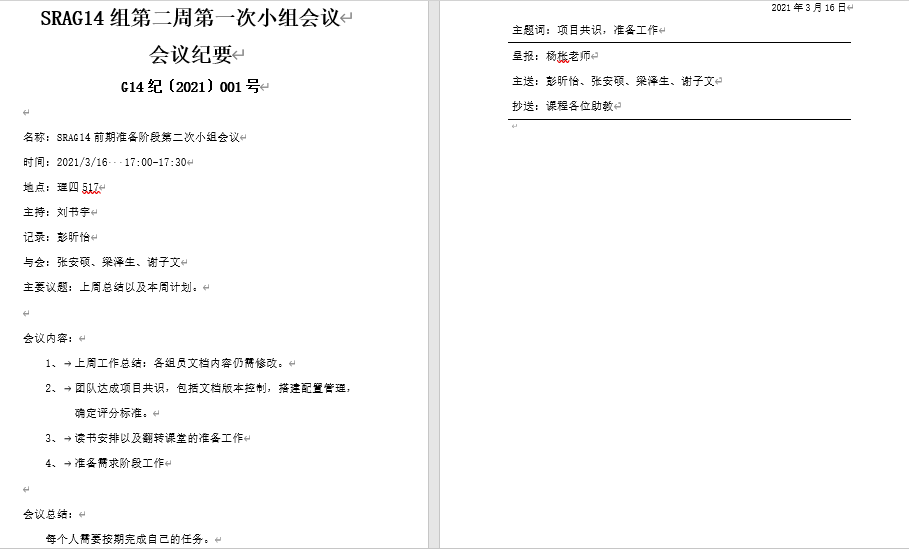 SRAG14 组第二周第一次小组会议
会议纪要
G14 纪〔2021〕001 号
名称：SRAG14 前期准备阶段第二次小组会议
时间：2021/3/16 17:00-17:30
地点：理四 517
主持：刘书宇
记录：彭昕怡
与会：张安硕、梁泽生、谢子文
主要议题：上周总结以及本周计划。
会议内容：
1、 上周工作总结：各组员文档内容仍需修改。
2、 团队达成项目共识，包括文档版本控制，搭建配置管理，
确定评分标准。
3、 读书安排以及翻转课堂的准备工作
4、 准备需求阶段工作
会议总结：
每个人需要按期完成自己的任务。
2021 年 3 月 16 日
主题词：项目共识，准备工作
呈报：杨枨老师
主送：彭昕怡、张安硕、梁泽生、谢子文
抄送：课程各位助教